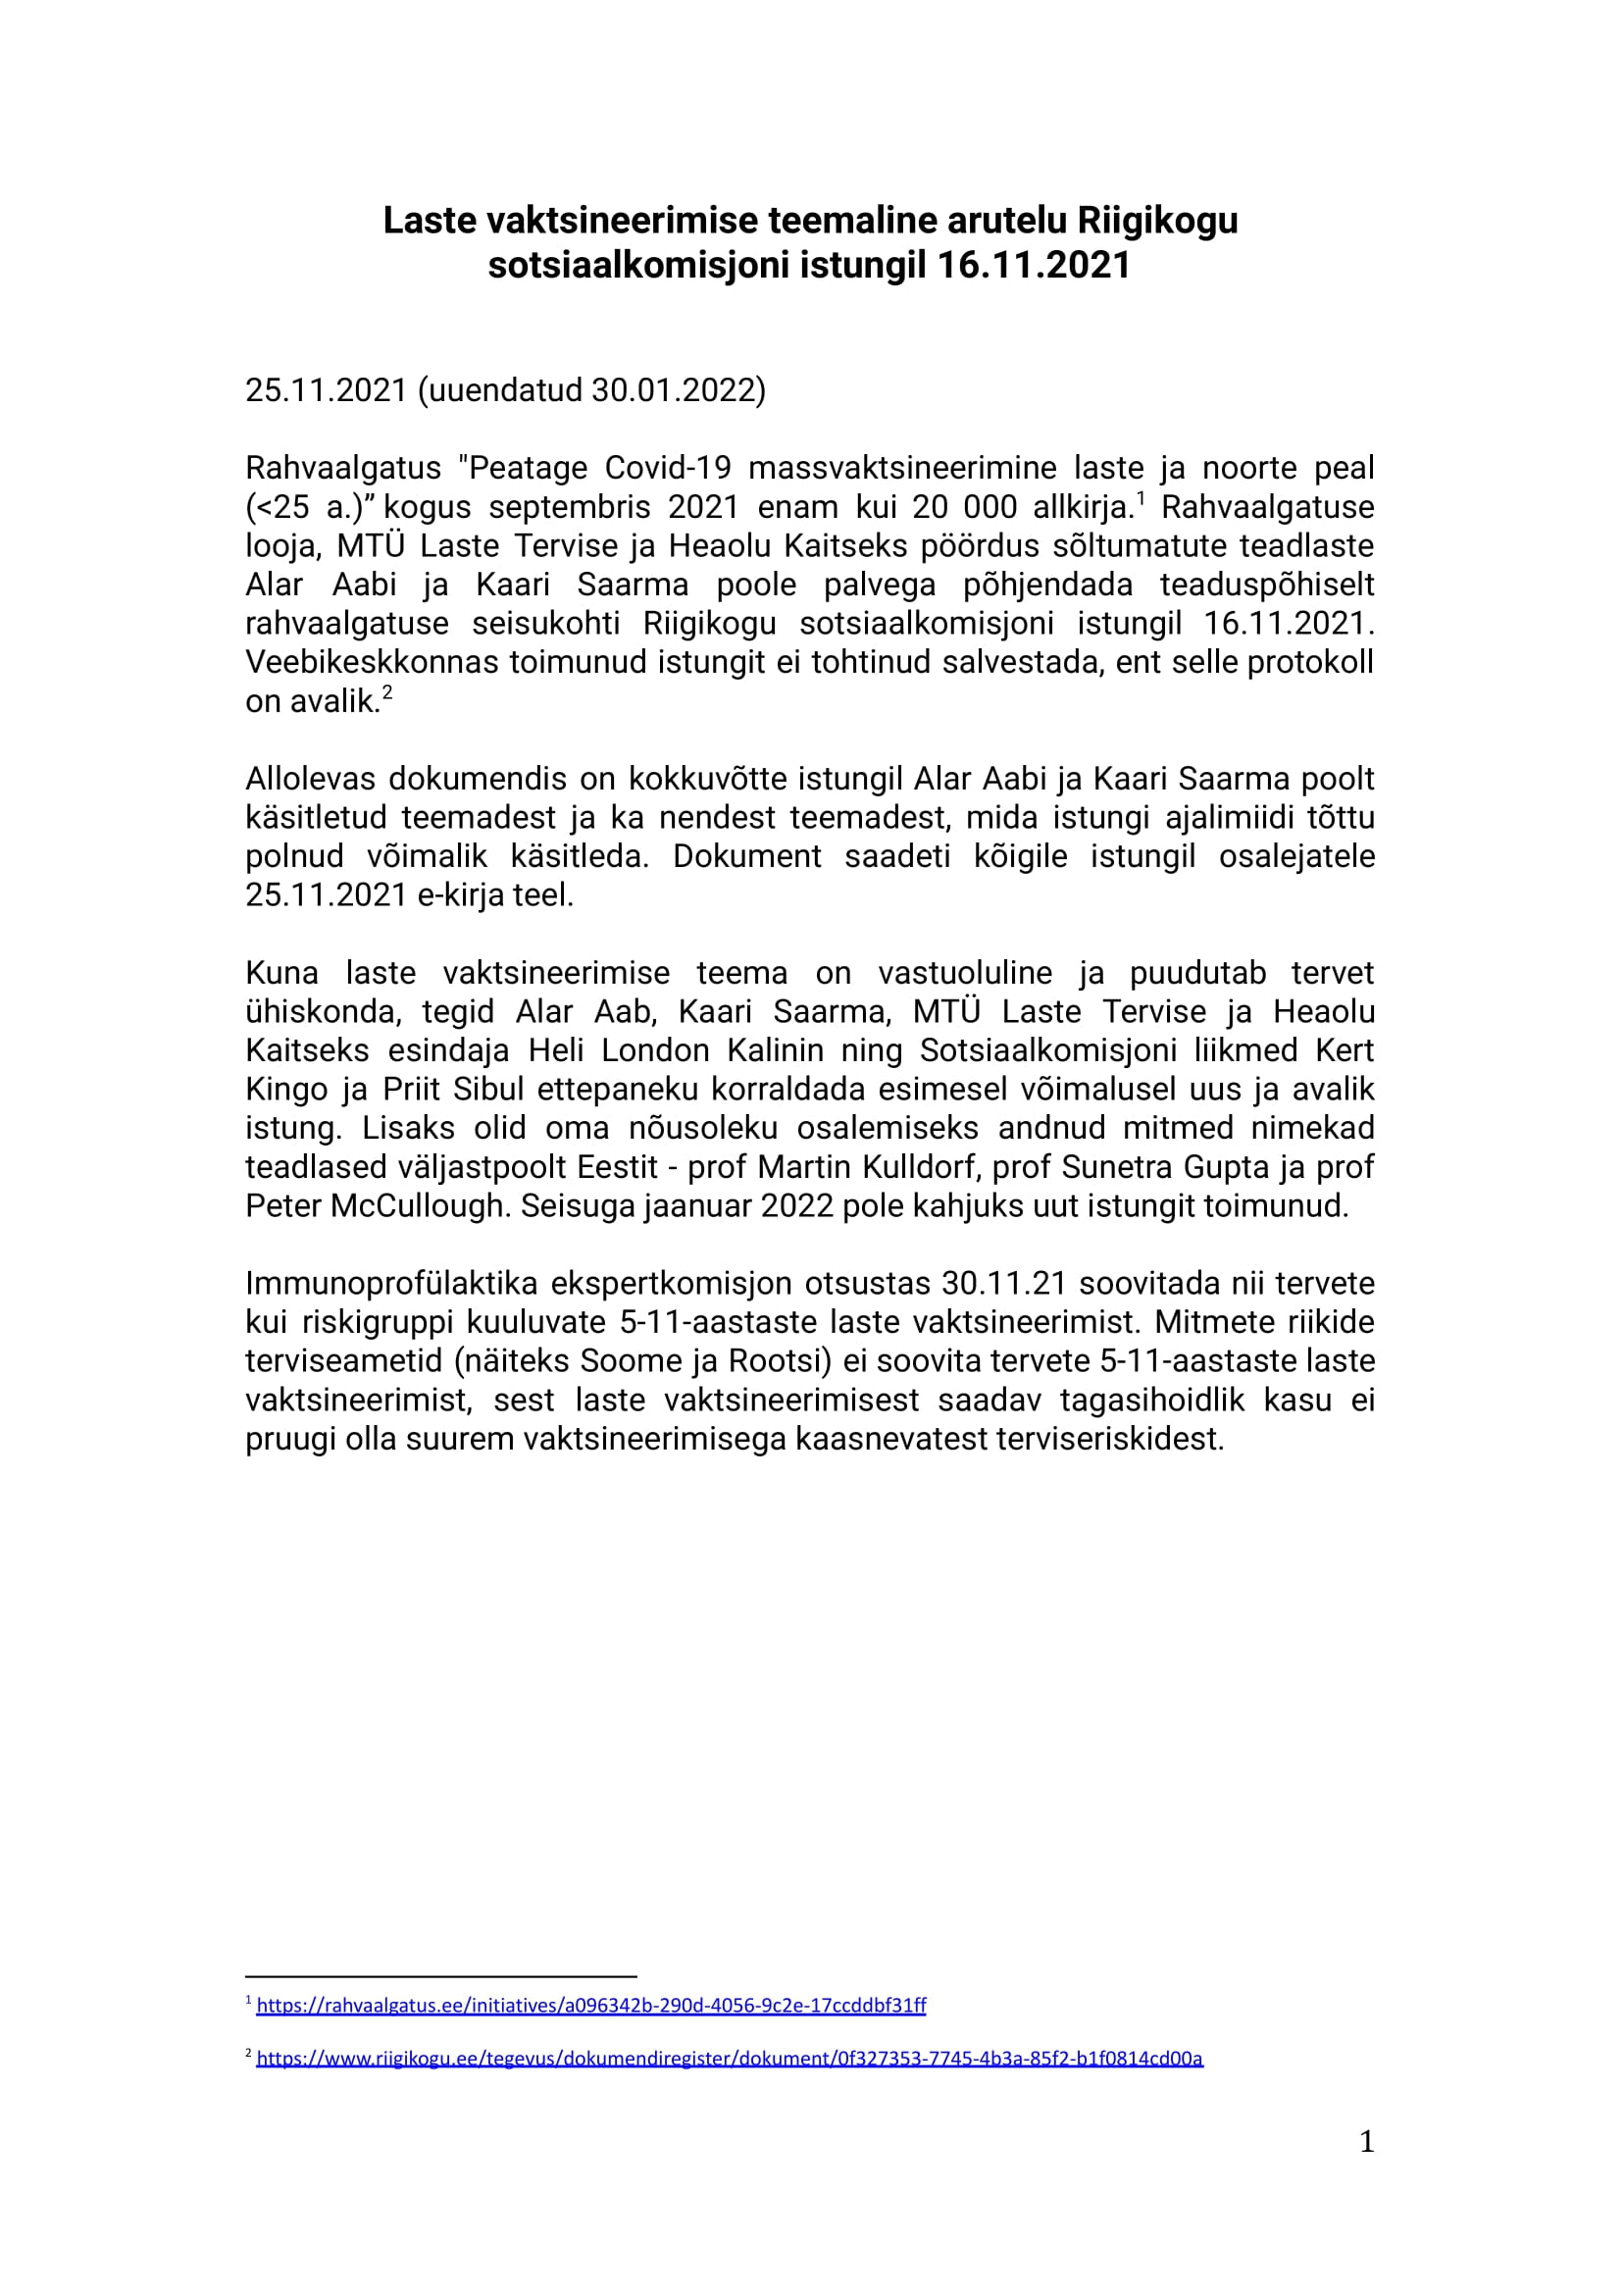 Laste vaktsineerimise teemaline arutelu Riigikogu
sotsiaalkomisjoni istungil 16.11.2021
25.11.2021 (uuendatud 30.01.2022)
Rahvaalgatus "Peatage Covid-19 massvaktsineerimine laste ja noorte peal
(<25 a.)” kogus septembris 2021 enam kui 20 000 allkirja.1 Rahvaalgatuse
looja, MTÜ Laste Tervise ja Heaolu Kaitseks pöördus sõltumatute teadlaste
Alar Aabi ja Kaari Saarma poole palvega põhjendada teaduspõhiselt
rahvaalgatuse seisukohti Riigikogu sotsiaalkomisjoni istungil 16.11.2021.
Veebikeskkonnas toimunud istungit ei tohtinud salvestada, ent selle protokoll
on avalik.2
Allolevas dokumendis on kokkuvõtte istungil Alar Aabi ja Kaari Saarma poolt
käsitletud teemadest ja ka nendest teemadest, mida istungi ajalimiidi tõttu
polnud võimalik käsitleda. Dokument saadeti kõigile istungil osalejatele
25.11.2021 e-kirja teel.
Kuna laste vaktsineerimise teema on vastuoluline ja puudutab tervet
ühiskonda, tegid Alar Aab, Kaari Saarma, MTÜ Laste Tervise ja Heaolu
Kaitseks esindaja Heli London Kalinin ning Sotsiaalkomisjoni liikmed Kert
Kingo ja Priit Sibul ettepaneku korraldada esimesel võimalusel uus ja avalik
istung. Lisaks olid oma nõusoleku osalemiseks andnud mitmed nimekad
teadlased väljastpoolt Eestit - prof Martin Kulldorf, prof Sunetra Gupta ja prof
Peter McCullough. Seisuga jaanuar 2022 pole kahjuks uut istungit toimunud.
Immunoprofülaktika ekspertkomisjon otsustas 30.11.21 soovitada nii tervete
kui riskigruppi kuuluvate 5-11-aastaste laste vaktsineerimist. Mitmete riikide
terviseametid (näiteks Soome ja Rootsi) ei soovita tervete 5-11-aastaste laste
vaktsineerimist, sest laste vaktsineerimisest saadav tagasihoidlik kasu ei
pruugi olla suurem vaktsineerimisega kaasnevatest terviseriskidest.
1 https://rahvaalgatus.ee/initiatives/a096342b-290d-4056-9c2e-17ccddbf31ff
2 https://www.riigikogu.ee/tegevus/dokumendiregister/dokument/0f327353-7745-4b3a-85f2-b1f0814cd00a
1